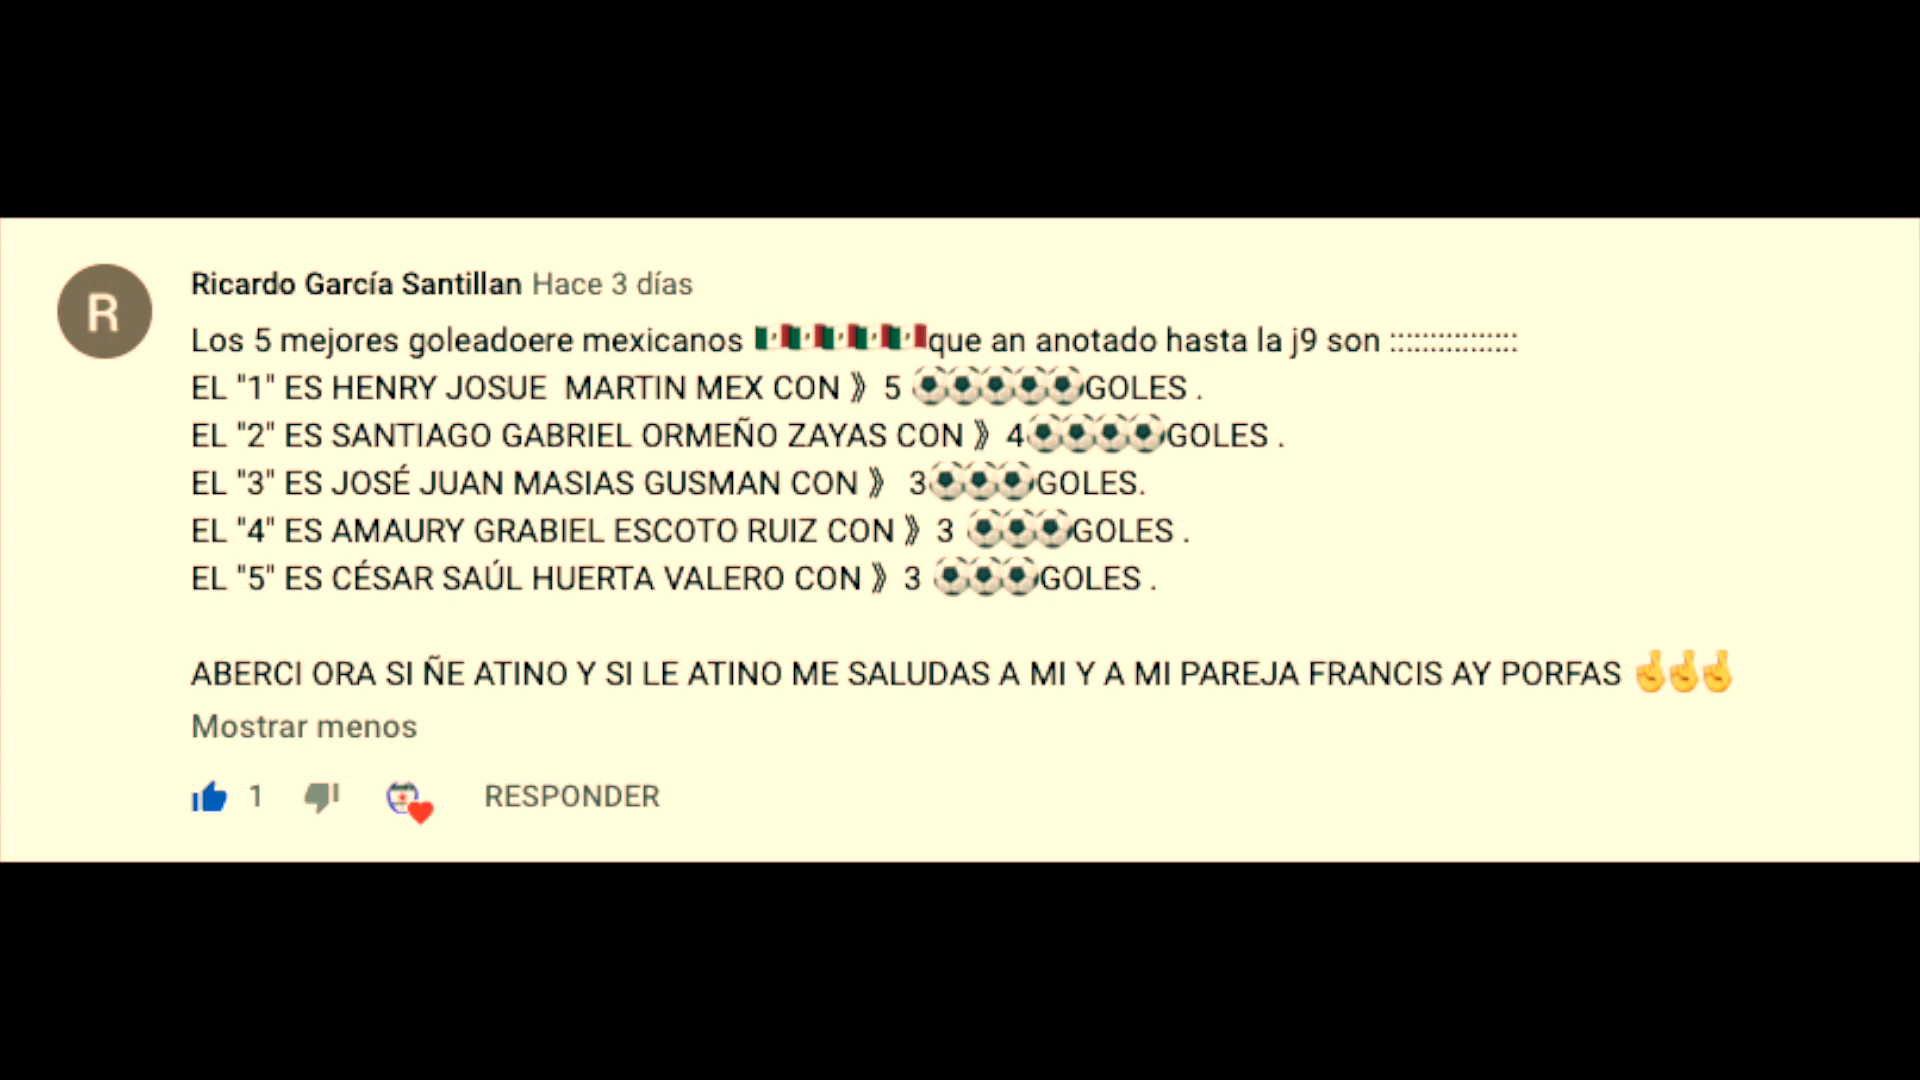 R
Ricardo García Santillan Hace 3 días
Los 5 mejores goleadoere mexicanos 🇲🇽🇲🇽🇲🇽🇲🇽🇲🇽que an anotado hasta la j9 son ::::::::::::::::
EL "1" ES HENRY JOSUE  MARTIN MEX CON 》 5 ⚽⚽⚽⚽⚽GOLES .
EL "2" ES SANTIAGO GABRIEL ORMEÑO ZAYAS CON 》 4⚽⚽⚽⚽GOLES .
EL "3" ES JOSÉ JUAN MASIAS GUSMAN CON 》  3⚽⚽⚽GOLES.
EL "4" ES AMAURY GRABIEL ESCOTO RUIZ CON 》 3 ⚽⚽⚽GOLES .
EL "5" ES CÉSAR SAÚL HUERTA VALERO CON 》 3 ⚽⚽⚽GOLES .
ABERCI ORA SI ÑE ATINO Y SI LE ATINO ME SALUDAS A MI Y A MI PAREJA FRANCIS AY PORFAS 🤞🤞🤞
Mostrar menos
1 RESPONDER